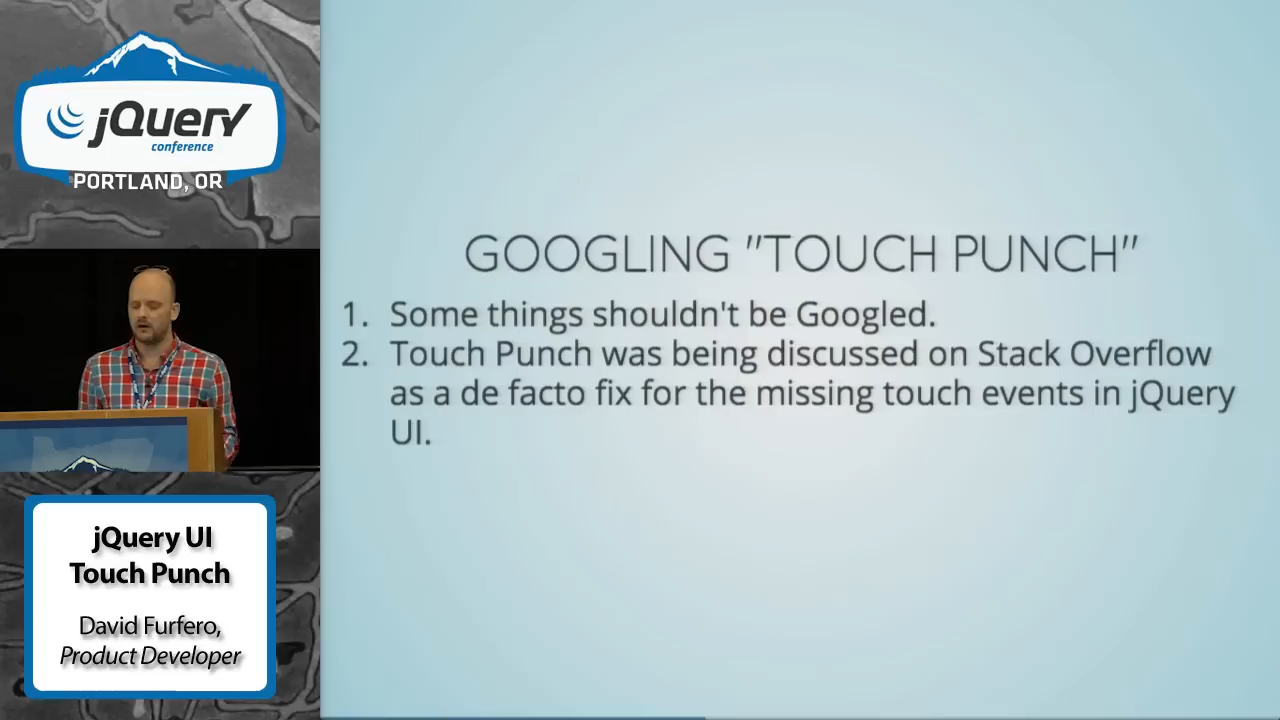 jQuery
conference
PORTLAND, OR
GOOGLING "TOUCH PUNCH"
1. Some things shouldn't be Googled.
2. Touch Punch was being discussed on Stack Overflow
as a de facto fix for the missing touch events in jQuery
UI.
jQuery UI
Touch Punch
David Furfero,
Product Developer